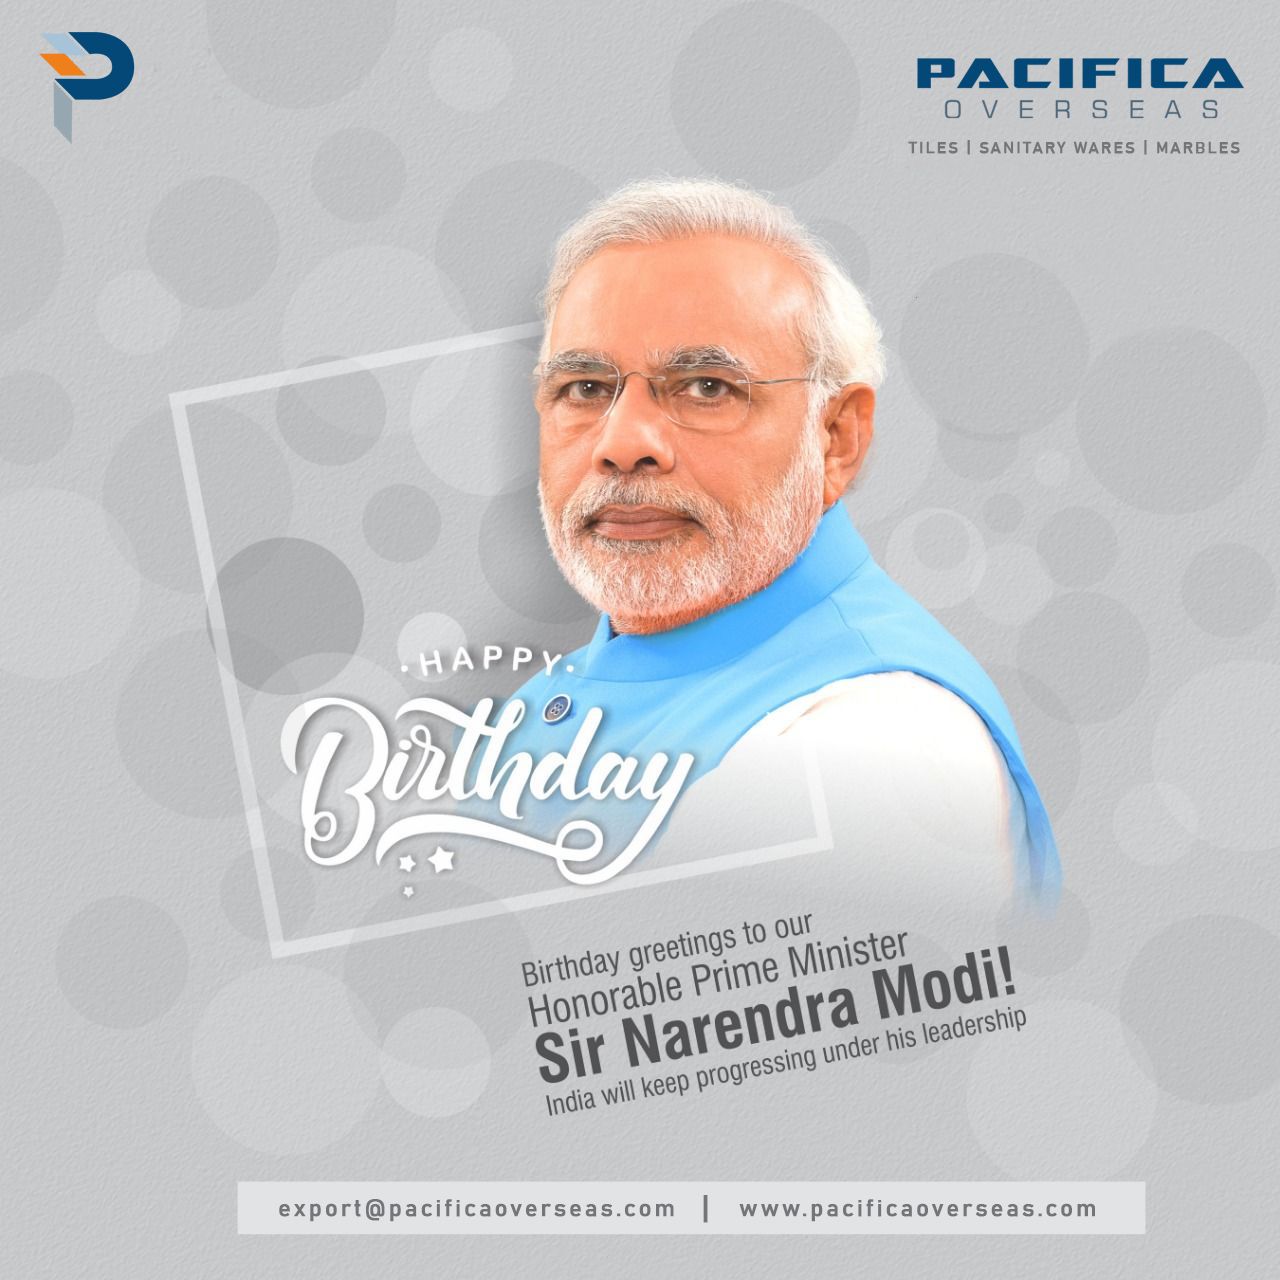 PACIFICA
OVERSEAS
TILES | SANITARY WARES | MARBLES
HAPPY
Birthday
Birthday greetings to our
Honorable Prime Minister
Sir Narendra Modi!
India will keep progressing under his leadership
export@pacificaoverseas.com | www.pacificaoverseas.com